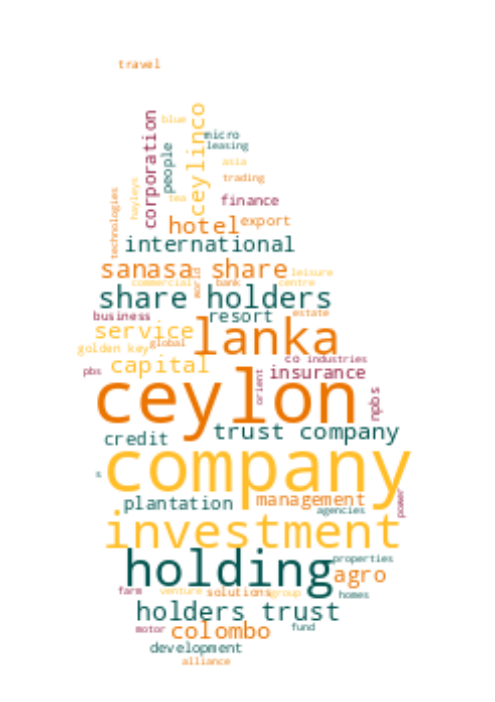 travel
blue
micro
leasing
corporation
people
ceylinco
asia
trading
hayleys
tea
finance
technologies
hotel
export
international
sanasa
share
leisure
commercial
world
bank
centre
share holders
business
resort
estate
service
lanka
golden key
global
co
industries
pbs
capital
orient
insurance
ceylon
npbs
credit
trust company
company
s
plantation
management
power
agencies
investment
holding
properties
agro
farm
venture
solutions
group
homes
holders trust
motor
colombo
fund
development
alliance